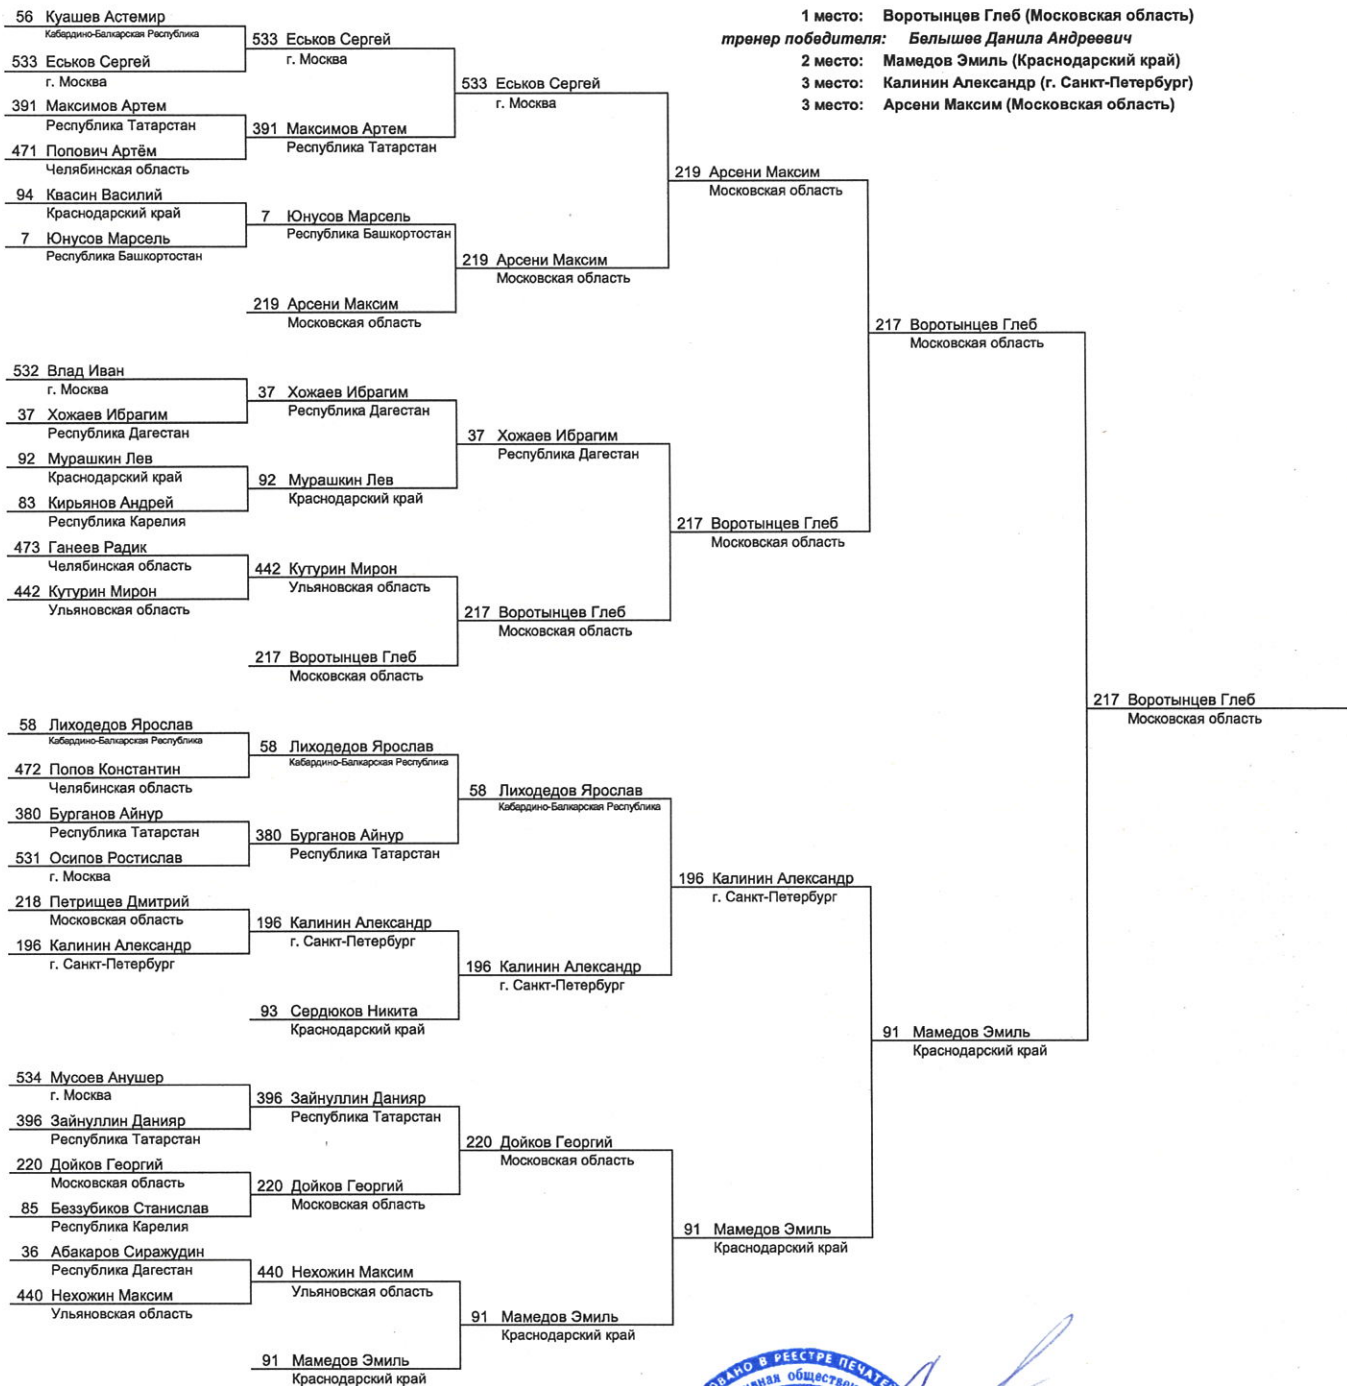 1 место: Воротынцев Глеб (Московская область)
тренер победителя: Белышев Данила Андреевич
2 место: Мамедов Эмиль (Краснодарский край)
3 место: Калинин Александр (г. Санкт-Петербург)
3 место: Арсени Максим (Московская область)
56 Куашев Астемир
Кабардино-Балкарская Республика
533 Еськов Сергей
г. Москва
391 Максимов Артем
Республика Татарстан
471 Попович Артём
Челябинская область
94 Квасин Василий
Краснодарский край
7 Юнусов Марсель
Республика Башкортостан
532 Влад Иван
г. Москва
37 Хожаев Ибрагим
Республика Дагестан
92 Мурашкин Лев
Краснодарский край
83 Кирьянов Андрей
Республика Карелия
473 Ганеев Радик
Челябинская область
442 Кутурин Мирон
Ульяновская область
58 Лиходедов Ярослав
Кабардино-Балкарская Республика
472 Попов Константин
Челябинская область
380 Бурганов Айнур
Республика Татарстан
531 Осипов Ростислав
г. Москва
218 Петрищев Дмитрий
Московская область
196 Калинин Александр
г. Санкт-Петербург
534 Мусоев Анушер
г. Москва
396 Зайнуллин Данияр
Республика Татарстан
220 Дойков Георгий
Московская область
85 Беззубиков Станислав
Республика Карелия
36 Абакаров Сиражудин
Республика Дагестан
440 Нехожин Максим
Ульяновская область
533 Еськов Сергей
г. Москва
391 Максимов Артем
Республика Татарстан
7 Юнусов Марсель
Республика Башкортостан
219 Арсени Максим
Московская область
37 Хожаев Ибрагим
Республика Дагестан
92 Мурашкин Лев
Краснодарский край
442 Кутурин Мирон
Ульяновская область
217 Воротынцев Глеб
Московская область
58 Лиходедов Ярослав
Кабардино-Балкарская Республика
380 Бурганов Айнур
Республика Татарстан
196 Калинин Александр
г. Санкт-Петербург
93 Сердюков Никита
Краснодарский край
396 Зайнуллин Данияр
Республика Татарстан
220 Дойков Георгий
Московская область
440 Нехожин Максим
Ульяновская область
91 Мамедов Эмиль
Краснодарский край
533 Еськов Сергей
г. Москва
219 Арсени Максим
Московская область
37 Хожаев Ибрагим
Республика Дагестан
217 Воротынцев Глеб
Московская область
58 Лиходедов Ярослав
Кабардино-Балкарская Республика
196 Калинин Александр
г. Санкт-Петербург
220 Дойков Георгий
Московская область
91 Мамедов Эмиль
Краснодарский край
219 Арсени Максим
Московская область
217 Воротынцев Глеб
Московская область
196 Калинин Александр
г. Санкт-Петербург
91 Мамедов Эмиль
Краснодарский край
217 Воротынцев Глеб
Московская область
91 Мамедов Эмиль
Краснодарский край
217 Воротынцев Глеб
Московская область
В РЕЕСТРЕ